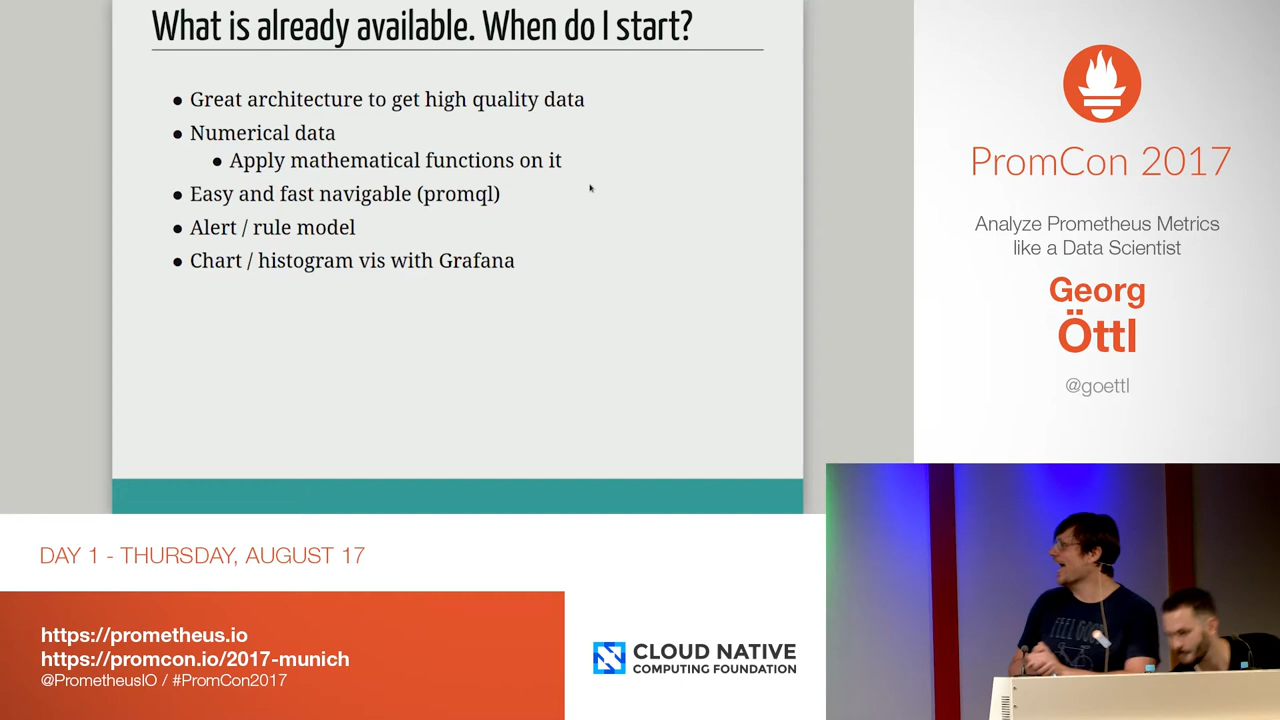 What is already available. When do I start?
● Great architecture to get high quality data
● Numerical data
● Apply mathematical functions on it
● Easy and fast navigable (promql)
● Alert / rule model
● Chart / histogram vis with Grafana
PromCon 2017
Analyze Prometheus Metrics
like a Data Scientist
Georg
Öttl
@goettl
DAY 1 - THURSDAY, AUGUST 17
https://prometheus.io
https://promcon.io/2017-munich
@PrometheusIO / #PromCon2017
CLOUD NATIVE
COMPUTING FOUNDATION
FEEL GOOD